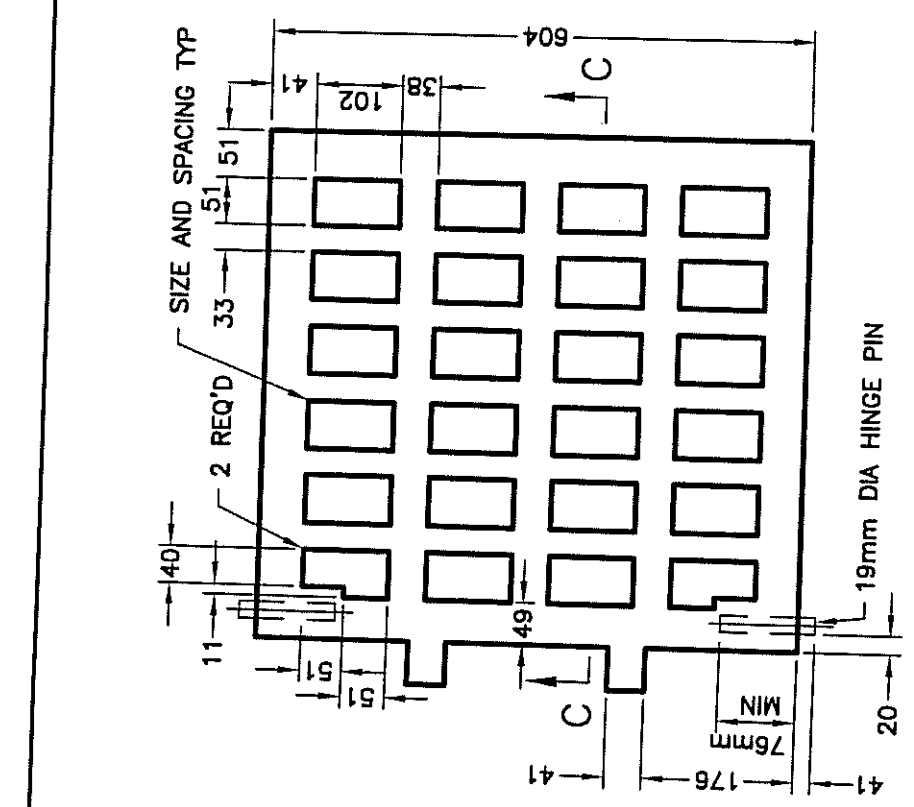 SIZE AND SPACING TYP
2 REQ'D
604
C
41
102
38
51
51
33
40
11
51
51
49
C
19mm DIA HINGE PIN
76mm
MIN
20
41
176
41